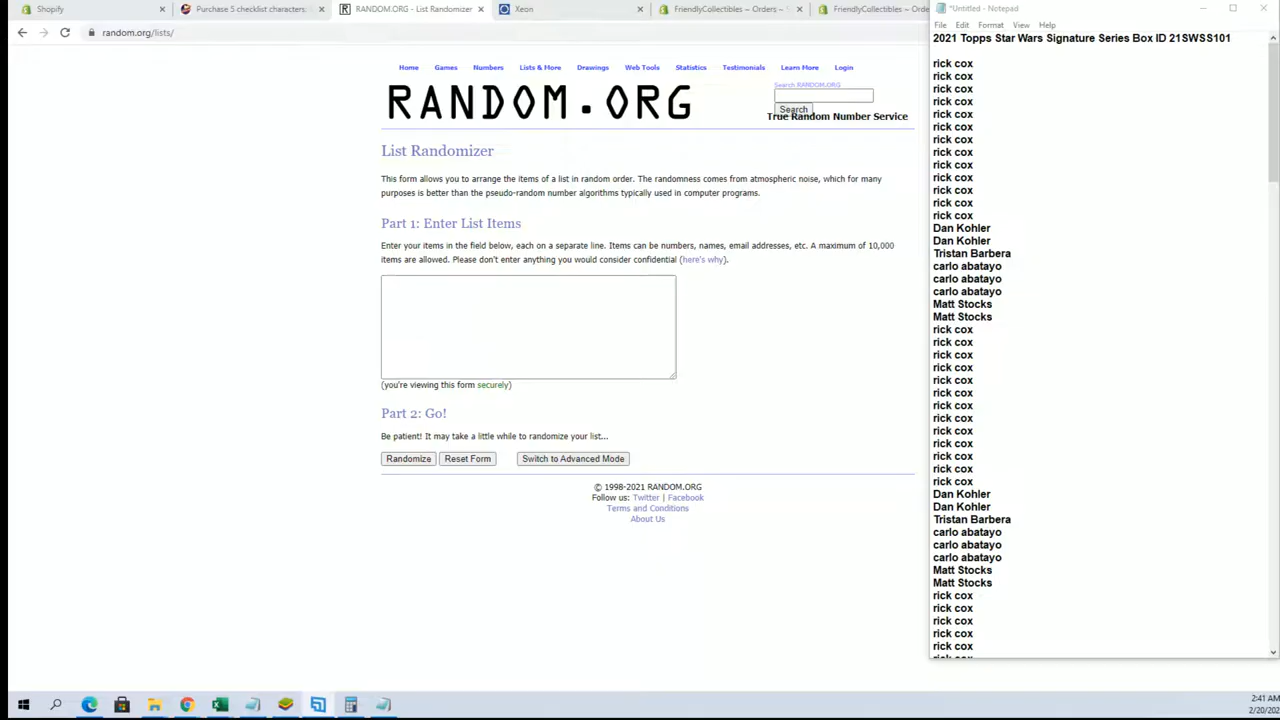 Shopify
Purchase 5 checklist characters:
RANDOM.ORG - List Randomizer
Xeon
FriendlyCollectibles – Orders – S
FriendlyCollectibles – Orde
random.org/lists/
Home Games Numbers Lists & More Drawings Web Tools Statistics Testimonials Learn More Login
RANDOM.ORG
Search RANDOM.ORG
Search
True Random Number Service
List Randomizer
This form allows you to arrange the items of a list in random order. The randomness comes from atmospheric noise, which for many
purposes is better than the pseudo-random number algorithms typically used in computer programs.
Part 1: Enter List Items
Enter your items in the field below, each on a separate line. Items can be numbers, names, email addresses, etc. A maximum of 10,000
items are allowed. Please don't enter anything you would consider confidential (here's why).
(you're viewing this form securely)
Part 2: Go!
Be patient! It may take a little while to randomize your list...
Randomize Reset Form Switch to Advanced Mode
© 1998-2021 RANDOM.ORG
Follow us: Twitter | Facebook
Terms and Conditions
About Us
*Untitled - Notepad
File Edit Format View Help
2021 Topps Star Wars Signature Series Box ID 21SWSS101
rick cox
rick cox
rick cox
rick cox
rick cox
rick cox
rick cox
rick cox
rick cox
rick cox
rick cox
rick cox
rick cox
Dan Kohler
Dan Kohler
Tristan Barbera
carlo abatayo
carlo abatayo
carlo abatayo
Matt Stocks
Matt Stocks
rick cox
rick cox
rick cox
rick cox
rick cox
rick cox
rick cox
rick cox
rick cox
rick cox
rick cox
rick cox
rick cox
Dan Kohler
Dan Kohler
Tristan Barbera
carlo abatayo
carlo abatayo
carlo abatayo
Matt Stocks
Matt Stocks
rick cox
rick cox
rick cox
rick cox
rick cox
2:41 AM
2/20/202